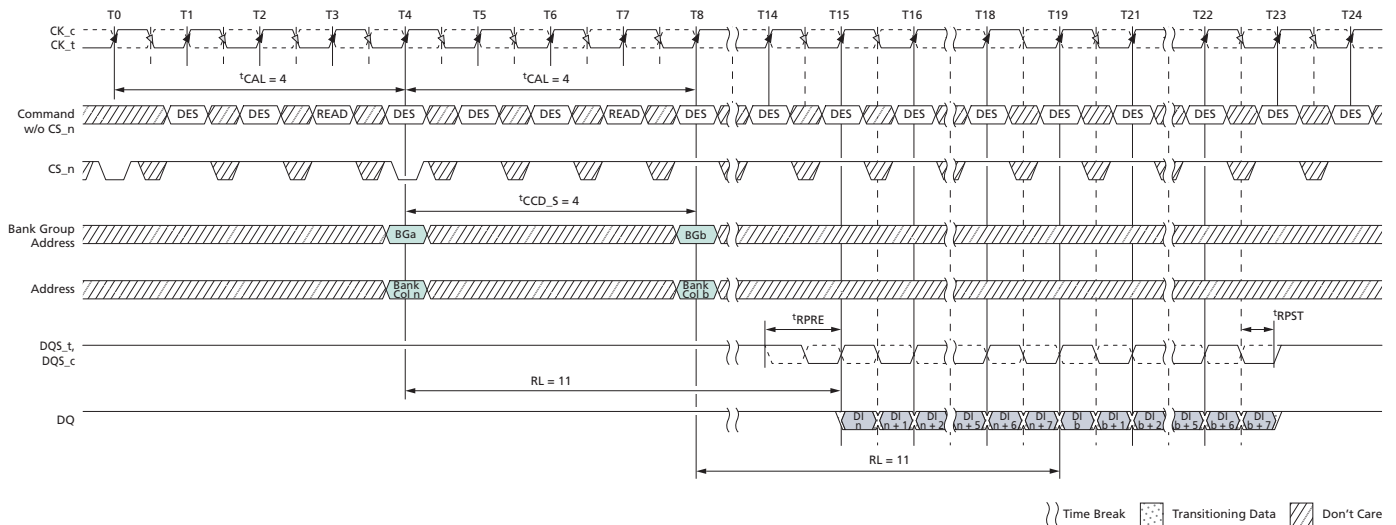 T0 T1 T2 T3 T4 T5 T6 T7 T8 T14 T15 T16 T18 T19 T21 T22 T23 T24
CK_c
CK_t
tCAL = 4 tCAL = 4
Command
w/o CS_n
DES DES READ DES DES DES READ DES DES DES DES DES DES DES DES DES DES
CS_n
tCCD_S = 4
Bank Group
Address
BGa BGb
Address
Bank
Col n
Bank
Col b
tRPRE tRPST
DQS_t,
DQS_c
RL = 11
DQ
DI
n
DI
n + 1
DI
n + 2
DI
n + 5
DI
n + 6
DI
n + 7
DI
b
DI
b + 1
DI
b + 2
DI
b + 5
DI
b + 6
DI
b + 7
RL = 11
Time Break Transitioning Data Don't Care